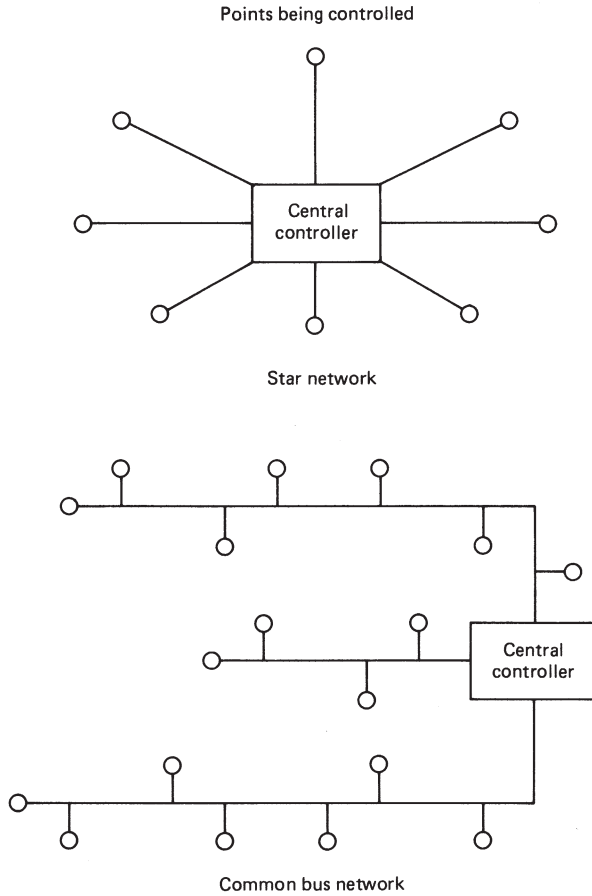 Points being controlled
Central
controller
Star network
Central
controller
Common bus network